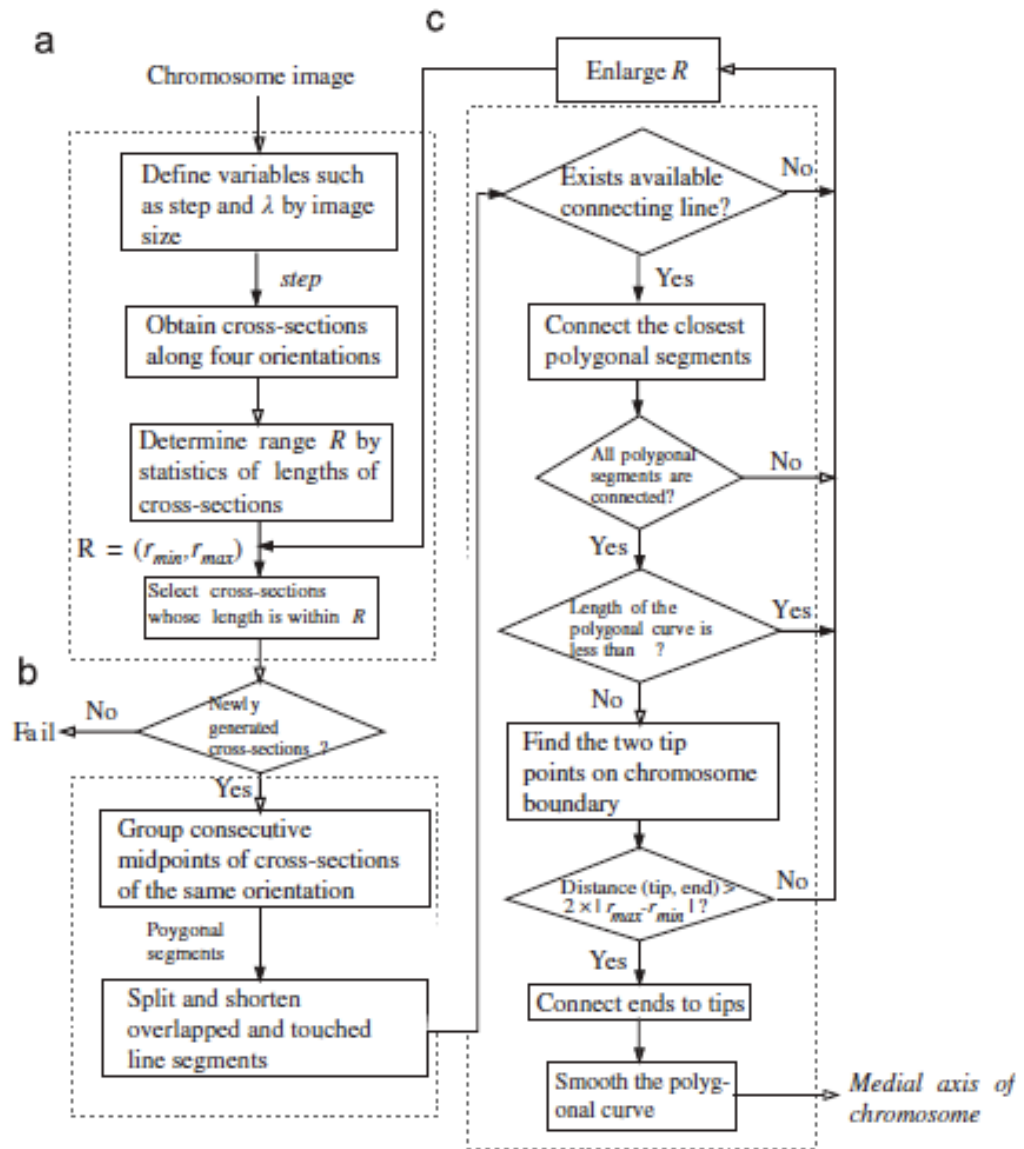 a
Chromosome image
Define variables such
as step and λ by image
size
step
Obtain cross-sections
along four orientations
Determine range R by
statistics of lengths of
cross-sections
R = (r_min, r_max)
Select cross-sections
whose length is within R
b
No
Fail
Newly
generated
cross-sections ?
Yes
Group consecutive
midpoints of cross-sections
of the same orientation
Poygonal
segments
Split and shorten
overlapped and touched
line segments
c
Enlarge R
Exists available
connecting line?
No
Yes
Connect the closest
polygonal segments
All polygonal
segments are
connected?
No
Yes
Length of the
polygonal curve is
less than ?
Yes
No
Find the two tip
points on chromosome
boundary
Distance (tip, end) >
2 × | r_max - r_min | ?
No
Yes
Connect ends to tips
Smooth the polyg-
onal curve
Medial axis of
chromosome